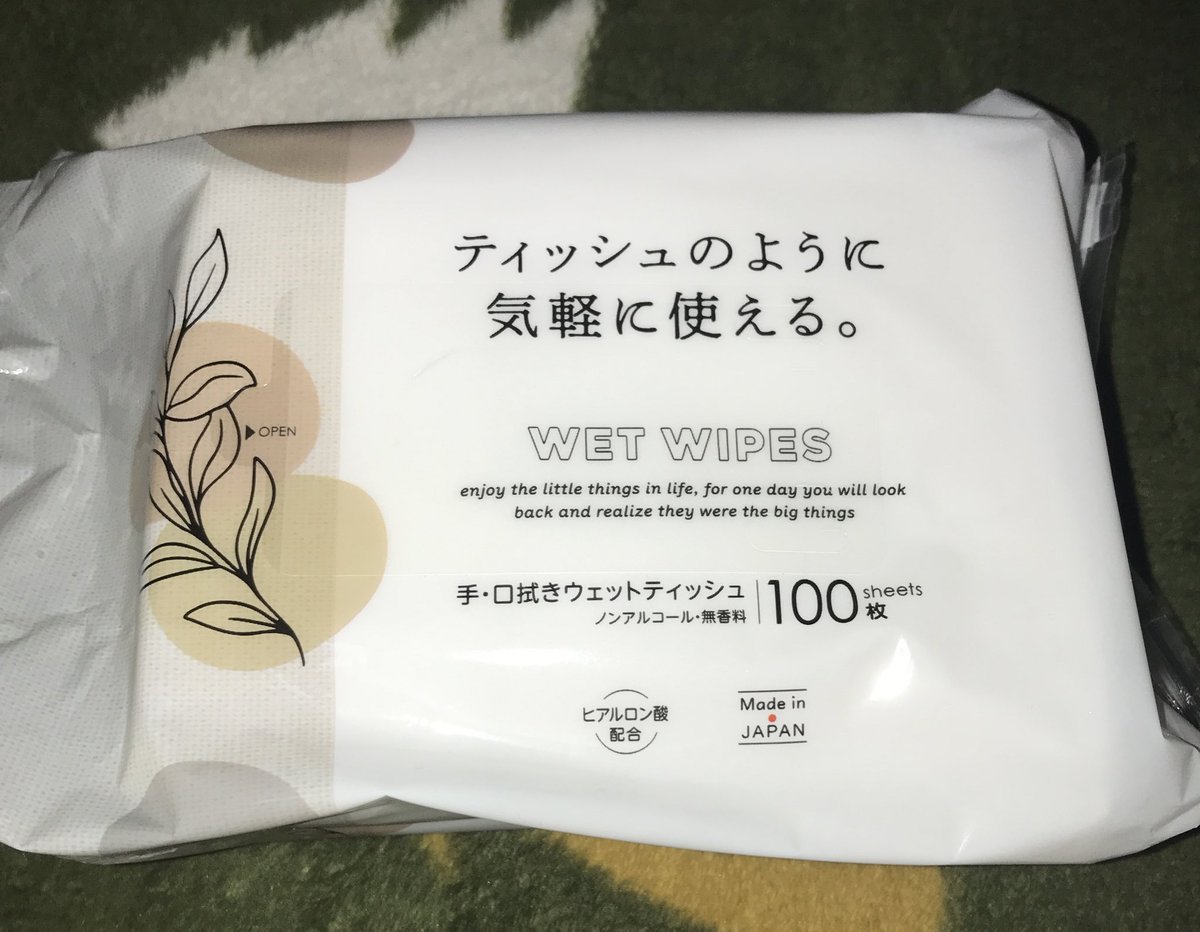 ティッシュのように
気軽に使える。
▶OPEN
WET WIPES
enjoy the little things in life, for one day you will look
back and realize they were the big things
手・口拭きウェットティッシュ
ノンアルコール・無香料
100 sheets
枚
ヒアルロン酸
配合
Made in
JAPAN